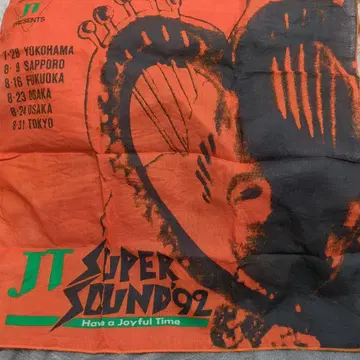 JT
PRESENTS
7·28 YOKOHAMA
8·9 SAPPORO
8·16 FUKUOKA
8·23 OSAKA
8·24 OSAKA
8·31 TOKYO
JT SUPER
SOUND'92
Have a Joyful Time